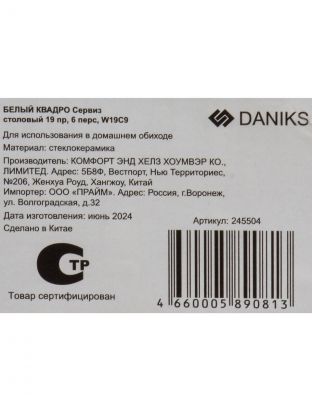 БЕЛЫЙ КВАДРО Сервиз
столовый 19 пр, 6 перс, W19C9
DANIKS
Для использования в домашнем обиходе
Материал: стеклокерамика
Производитель: КОМФОРТ ЭНД ХЕЛЗ ХОУМВЭР КО.,
ЛИМИТЕД. Адрес: 5Б8Ф, Вестпорт, Нью Территориес,
№206, Женхуа Роуд, Хангжоу, Китай
Импортер: ООО «ПРАЙМ». Адрес: Россия, г.Воронеж,
ул. Волгоградская, д.32
Дата изготовления: июнь 2024
Артикул: 245504
Сделано в Китае
С ТР
Товар сертифицирован
4 660005 890813